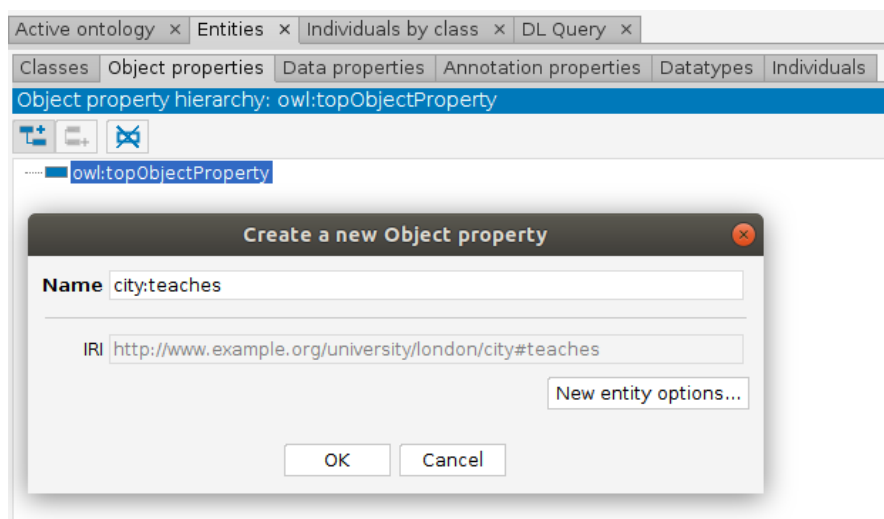 Active ontology × Entities × Individuals by class × DL Query ×
Classes Object properties Data properties Annotation properties Datatypes Individuals
Object property hierarchy: owl:topObjectProperty
owl:topObjectProperty
Create a new Object property
Name city:teaches
IRI http://www.example.org/university/london/city#teaches
New entity options...
OK Cancel